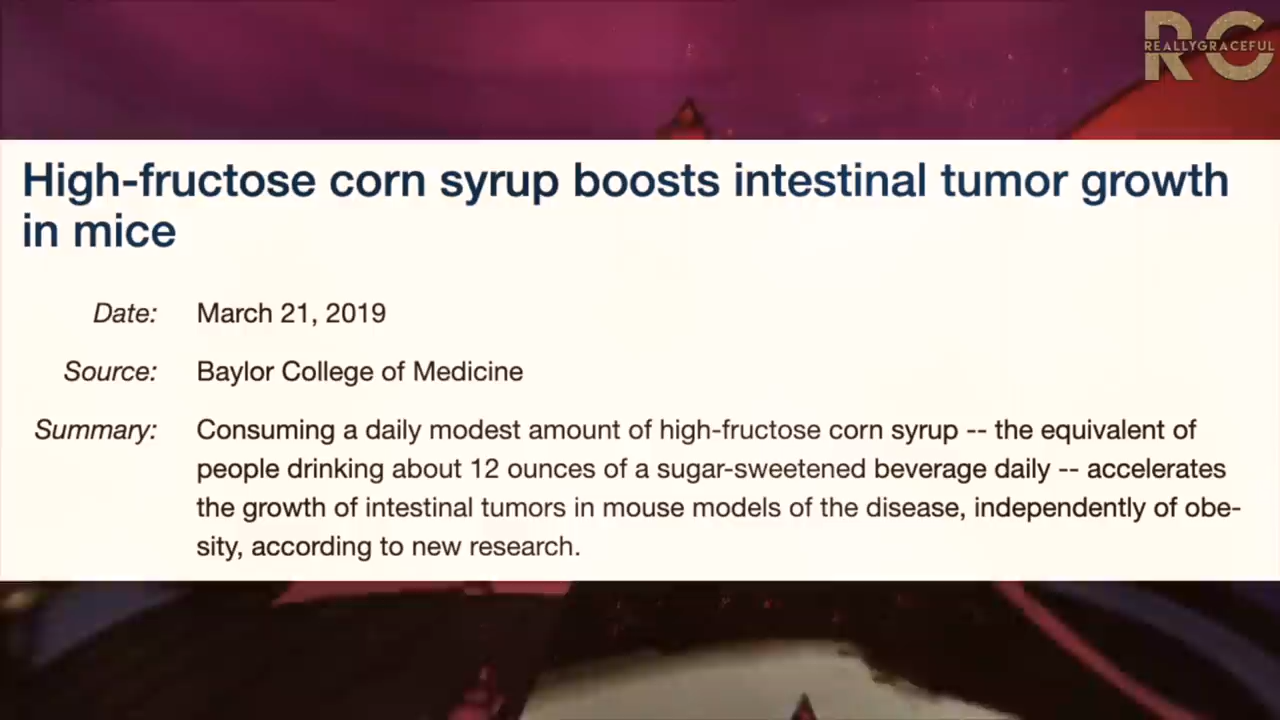 RG
REALLYGRACEFUL
High-fructose corn syrup boosts intestinal tumor growth
in mice
Date: March 21, 2019
Source: Baylor College of Medicine
Summary: Consuming a daily modest amount of high-fructose corn syrup -- the equivalent of
people drinking about 12 ounces of a sugar-sweetened beverage daily -- accelerates
the growth of intestinal tumors in mouse models of the disease, independently of obe-
sity, according to new research.